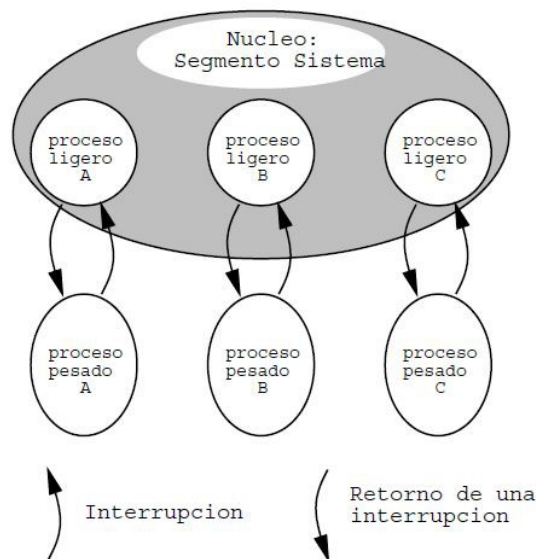 Nucleo:
Segmento Sistema
proceso
ligero
A
proceso
ligero
B
proceso
ligero
C
proceso
pesado
A
proceso
pesado
B
proceso
pesado
C
Interrupcion
Retorno de una
interrupcion